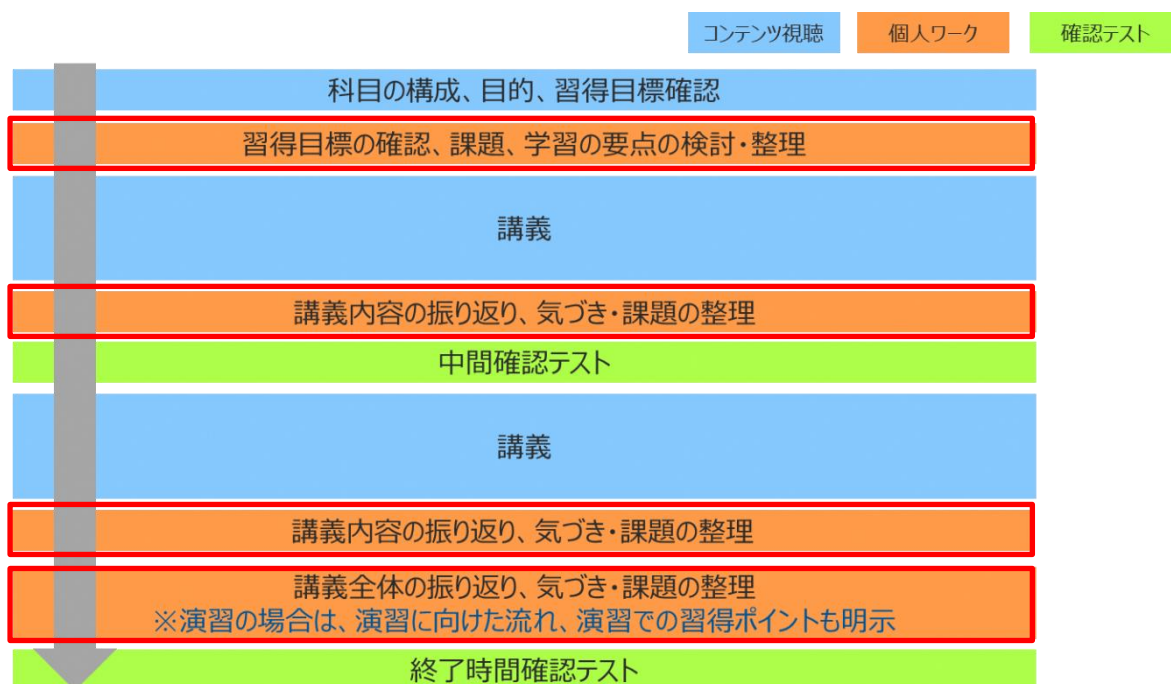 コンテンツ視聴
個人ワーク
確認テスト
科目の構成、目的、習得目標確認
習得目標の確認、課題、学習の要点の検討・整理
講義
講義内容の振り返り、気づき・課題の整理
中間確認テスト
講義
講義内容の振り返り、気づき・課題の整理
講義全体の振り返り、気づき・課題の整理
※演習の場合は、演習に向けた流れ、演習での習得ポイントも明示
終了時間確認テスト